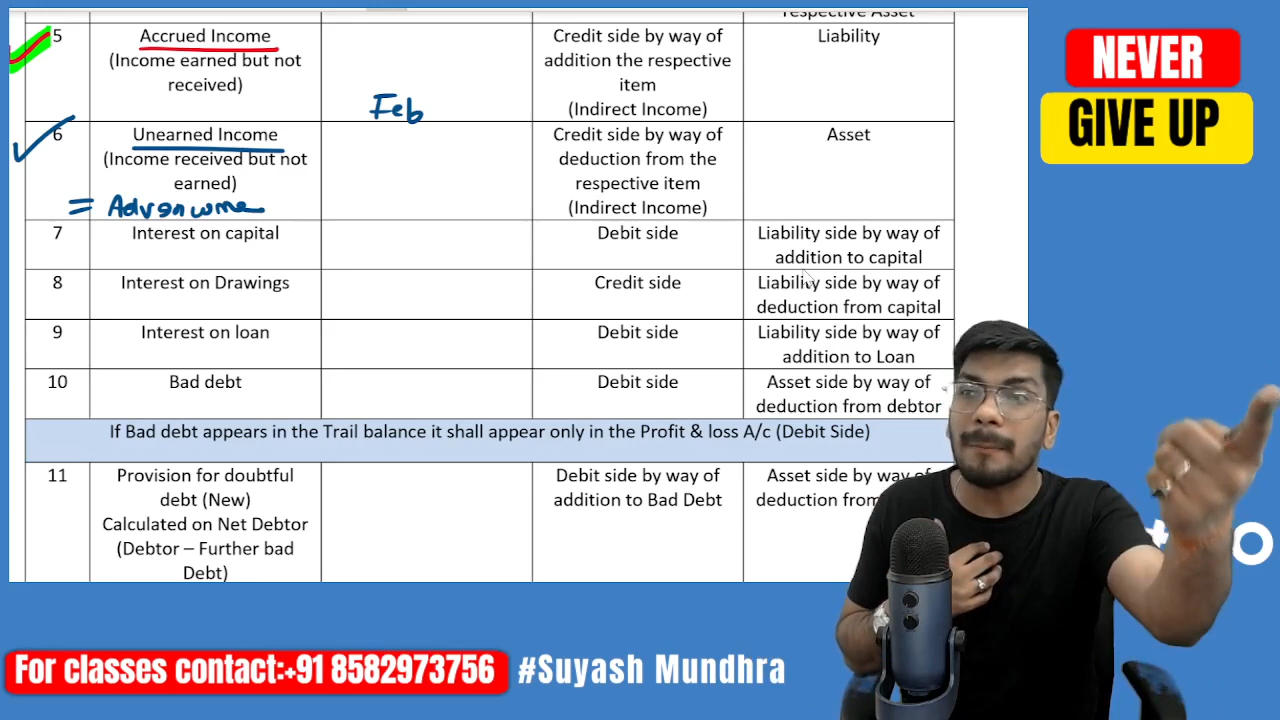 respective Asset
5
Accrued Income
(Income earned but not
received)
Credit side by way of
addition the respective
item
(Indirect Income)
Liability
Feb
6
Unearned Income
(Income received but not
earned)
=
Credit side by way of
deduction from the
respective item
(Indirect Income)
Asset
7
Interest on capital
Debit side
Liability side by way of
addition to capital
8
Interest on Drawings
Credit side
Liability side by way of
deduction from capital
9
Interest on loan
Debit side
Liability side by way of
addition to Loan
10
Bad debt
Debit side
Asset side by way of
deduction from debtor
If Bad debt appears in the Trail balance it shall appear only in the Profit & loss A/c (Debit Side)
11
Provision for doubtful
debt (New)
Calculated on Net Debtor
(Debtor – Further bad
Debt)
Debit side by way of
addition to Bad Debt
Asset side by way of
deduction from
NEVER
GIVE UP
For classes contact:+91 8582973756 #Suyash Mundhra